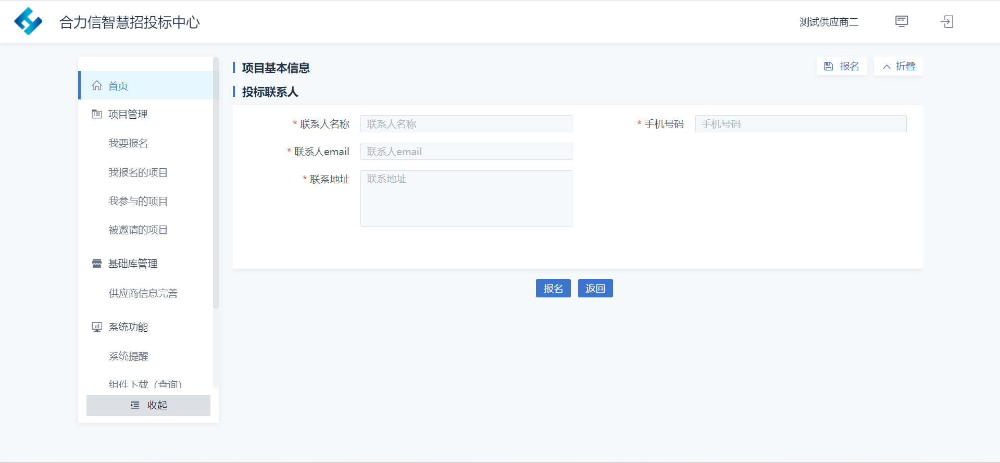 合力信智慧招投标中心
测试供应商二
首页
项目管理
我要报名
我报名的项目
我参与的项目
被邀请的项目
基础库管理
供应商信息完善
系统功能
系统提醒
组件下载（查询）
收起
项目基本信息
报名
折叠
投标联系人
* 联系人名称
联系人名称
* 手机号码
手机号码
* 联系人email
联系人email
* 联系地址
联系地址
报名
返回